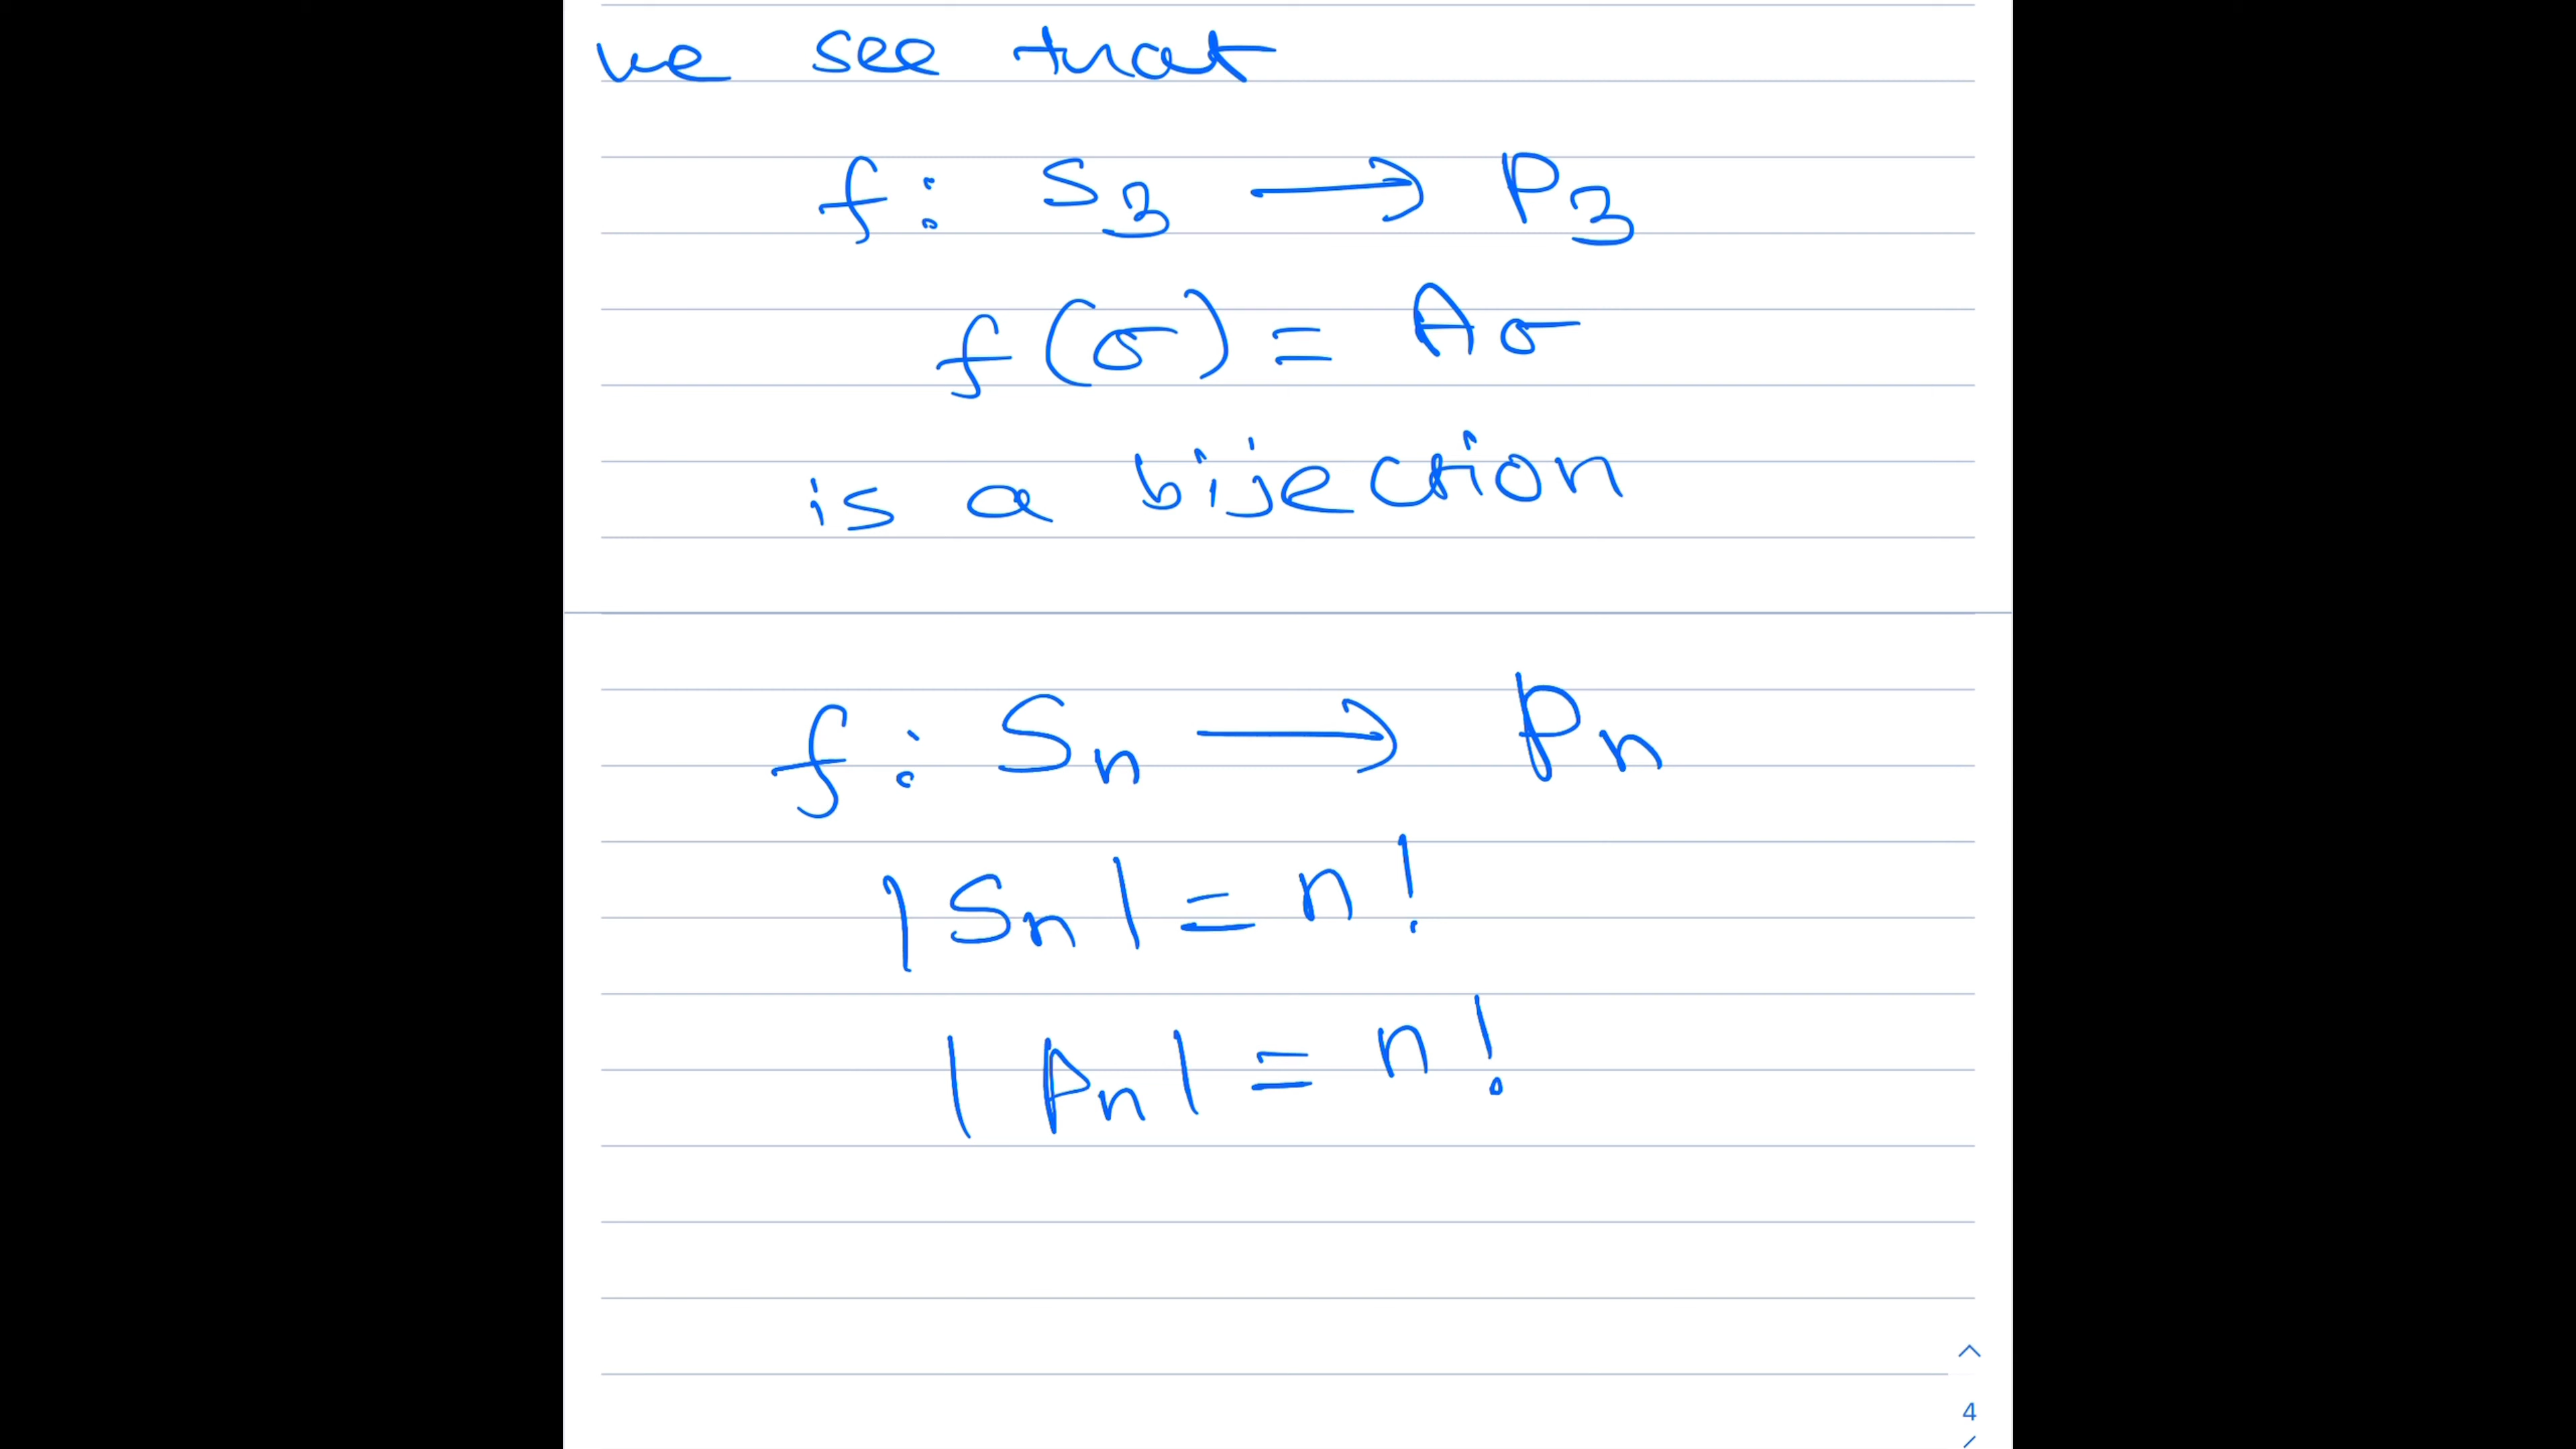 we see that
f: S₃ → P₃
f(σ) = Aσ
is a bijection
f: Sₙ → Pₙ
|Sₙ| = n!
|Pₙ| = n!
4